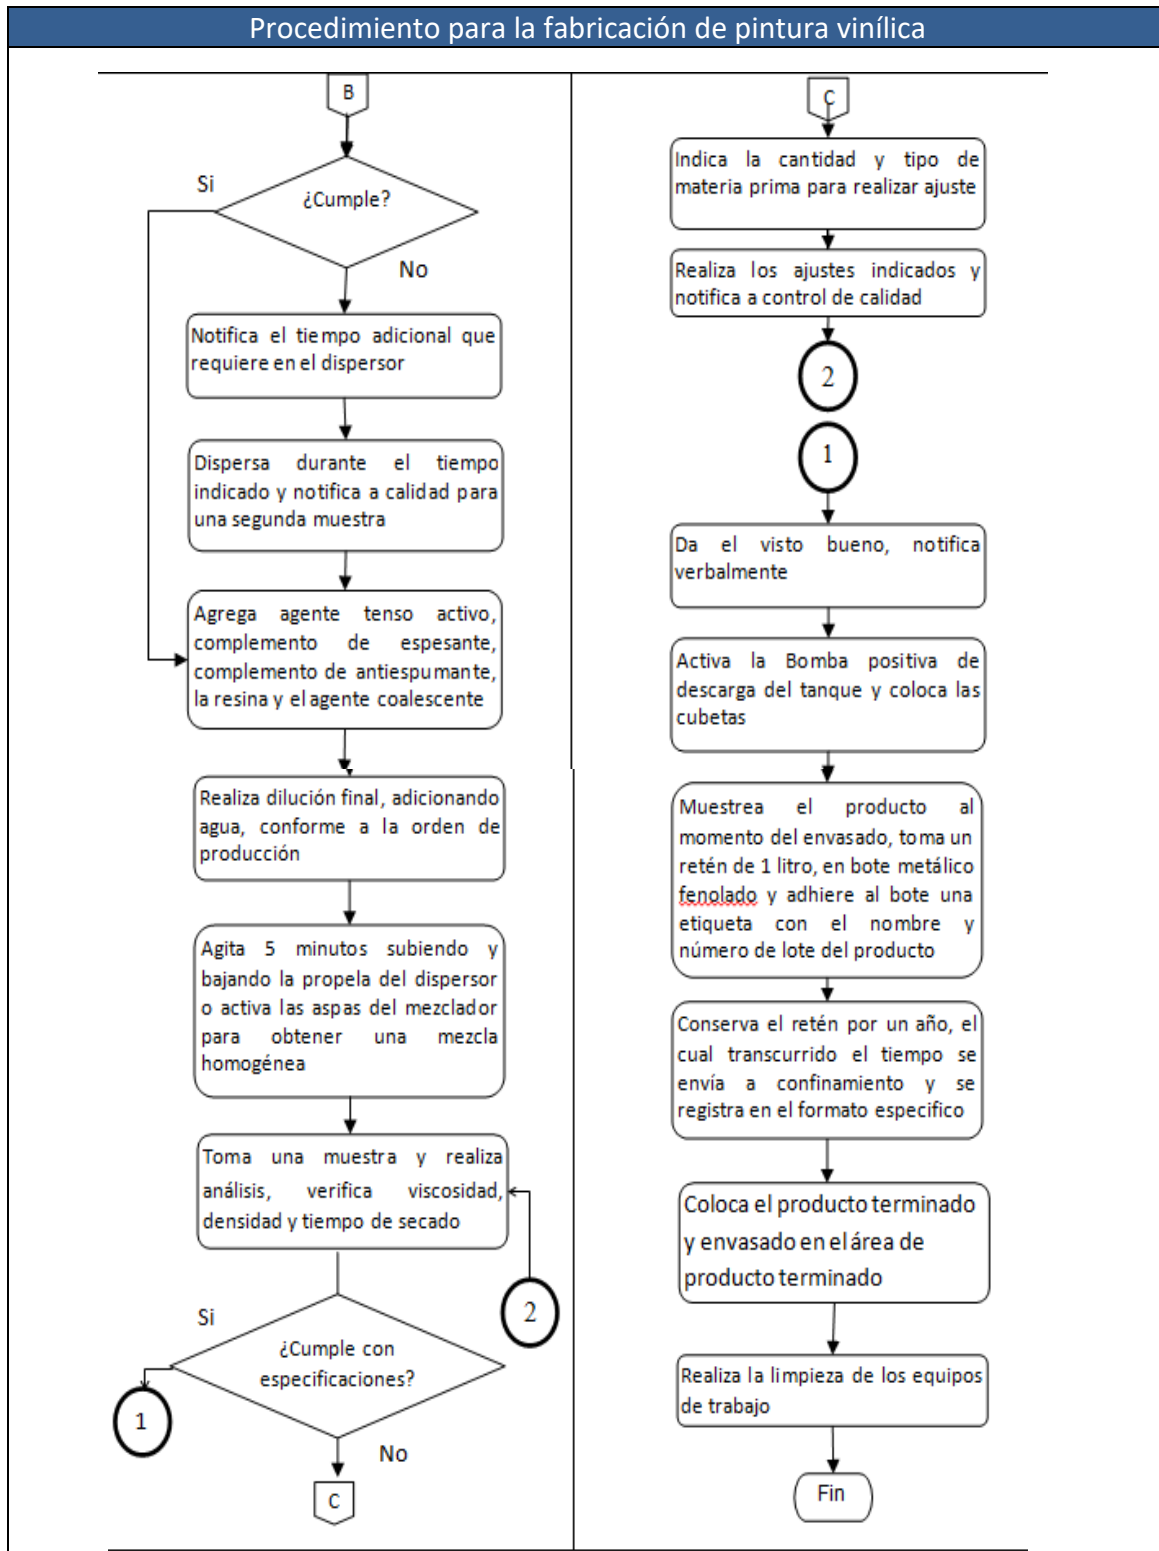 Procedimiento para la fabricación de pintura vinílica
B
Si
¿Cumple?
No
Notifica el tiempo adicional que
requiere en el dispersor
Dispersa durante el tiempo
indicado y notifica a calidad para
una segunda muestra
Agrega agente tenso activo,
complemento de espesante,
complemento de antiespumante,
la resina y el agente coalescente
Realiza dilución final, adicionando
agua, conforme a la orden de
producción
Agita 5 minutos subiendo y
bajando la propela del dispersor
o activa las aspas del mezclador
para obtener una mezcla
homogénea
Toma una muestra y realiza
análisis, verifica viscosidad,
densidad y tiempo de secado
2
Si
¿Cumple con
especificaciones?
1
No
C
C
Indica la cantidad y tipo de
materia prima para realizar ajuste
Realiza los ajustes indicados y
notifica a control de calidad
2
1
Da el visto bueno, notifica
verbalmente
Activa la Bomba positiva de
descarga del tanque y coloca las
cubetas
Muestrea el producto al
momento del envasado, toma un
retén de 1 litro, en bote metálico
fenolado y adhiere al bote una
etiqueta con el nombre y
número de lote del producto
Conserva el retén por un año, el
cual transcurrido el tiempo se
envía a confinamiento y se
registra en el formato especifico
Coloca el producto terminado
y envasado en el área de
producto terminado
Realiza la limpieza de los equipos
de trabajo
Fin